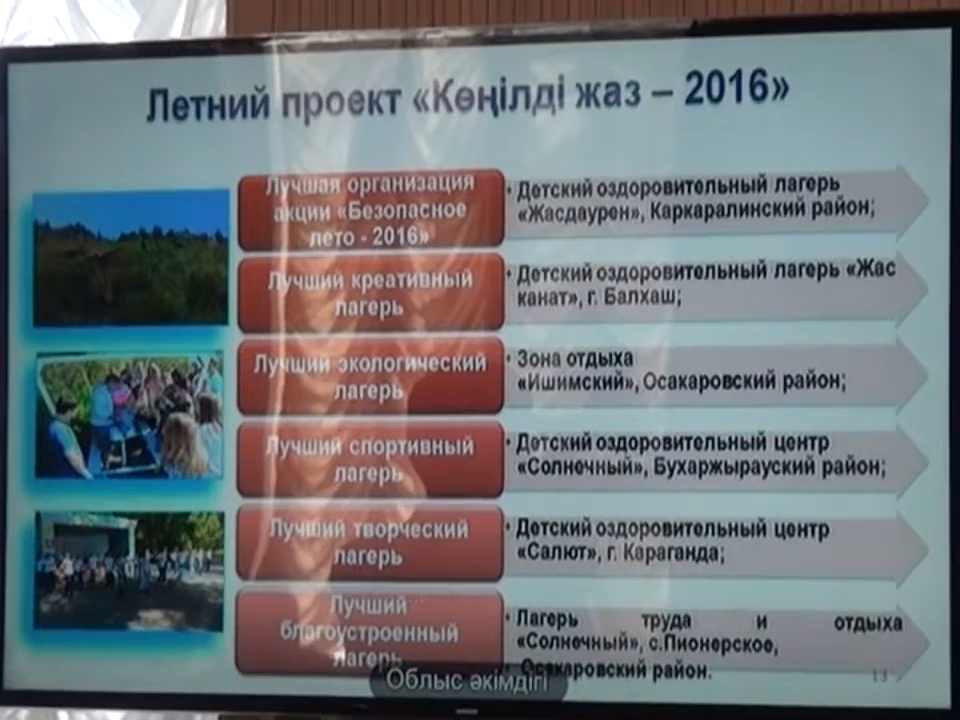 Летний проект «Көңілді жаз – 2016»
Лучшая организация
акции «Безопасное
лето - 2016»
• Детский оздоровительный лагерь
«Жасдаурен», Каркаралинский район;
Лучший креативный
лагерь
• Детский оздоровительный лагерь «Жас
канат», г. Балхаш;
Лучший экологический
лагерь
• Зона отдыха
«Ишимский», Осакаровский район;
Лучший спортивный
лагерь
• Детский оздоровительный центр
«Солнечный», Бухаржырауский район;
Лучший творческий
лагерь
• Детский оздоровительный центр
«Салют», г. Караганда;
Лучший
благоустроенный
лагерь
• Лагерь труда и отдыха
«Солнечный», с.Пионерское,
Осакаровский район.
Облыс әкімдігі
13